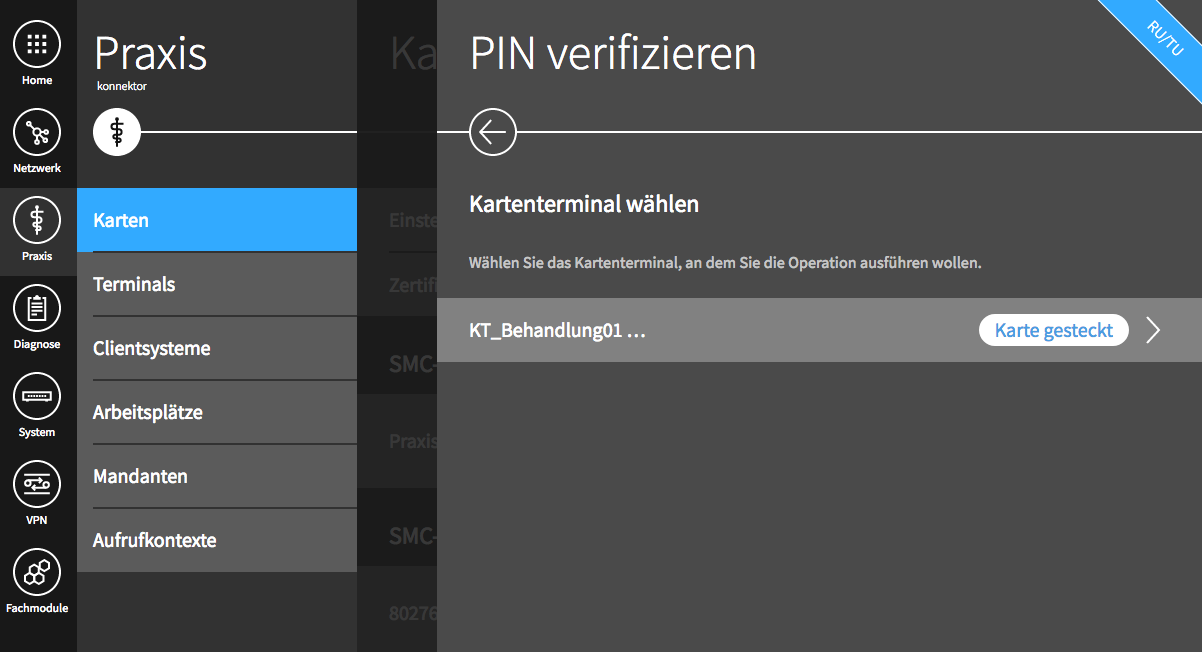 Home
Netzwerk
Praxis
Diagnose
System
VPN
Fachmodule
Praxis
konnektor
Karten
Terminals
Clientsysteme
Arbeitsplätze
Mandanten
Aufrufkontexte
Ka
Einste
Zertifi
SMC-
Praxis
SMC-
80276
PIN verifizieren
RU/TU
Kartenterminal wählen
Wählen Sie das Kartenterminal, an dem Sie die Operation ausführen wollen.
KT_Behandlung01 ... Karte gesteckt